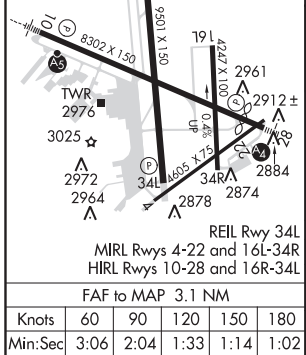 10
8302 X 150
9501 X 150
16L
4247 X 100
2961
2912 ±
P
A5
TWR
2976
3025
0.4%
UP
P
28
22
A4
2884
P
4605 X 75
34L
34R
2874
2972
2964
4
2878
REIL Rwy 34L
MIRL Rwys 4-22 and 16L-34R
HIRL Rwys 10-28 and 16R-34L
FAF to MAP 3.1 NM
Knots 60 90 120 150 180
Min:Sec 3:06 2:04 1:33 1:14 1:02